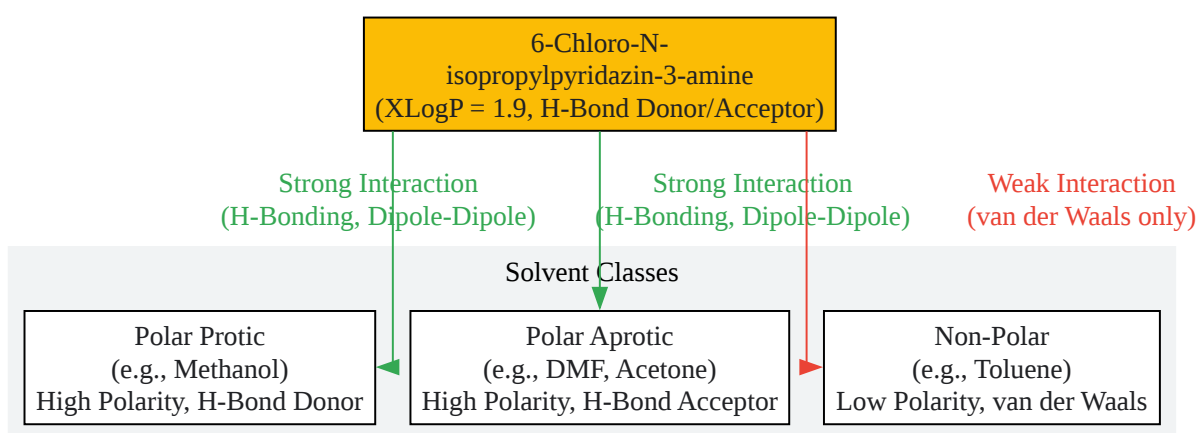 6-Chloro-N-
isopropylpyridazin-3-amine
(XLogP = 1.9, H-Bond Donor/Acceptor)
Strong Interaction
(H-Bonding, Dipole-Dipole)
Strong Interaction
(H-Bonding, Dipole-Dipole)
Weak Interaction
(van der Waals only)
Solvent Classes
Polar Protic
(e.g., Methanol)
High Polarity, H-Bond Donor
Polar Aprotic
(e.g., DMF, Acetone)
High Polarity, H-Bond Acceptor
Non-Polar
(e.g., Toluene)
Low Polarity, van der Waals